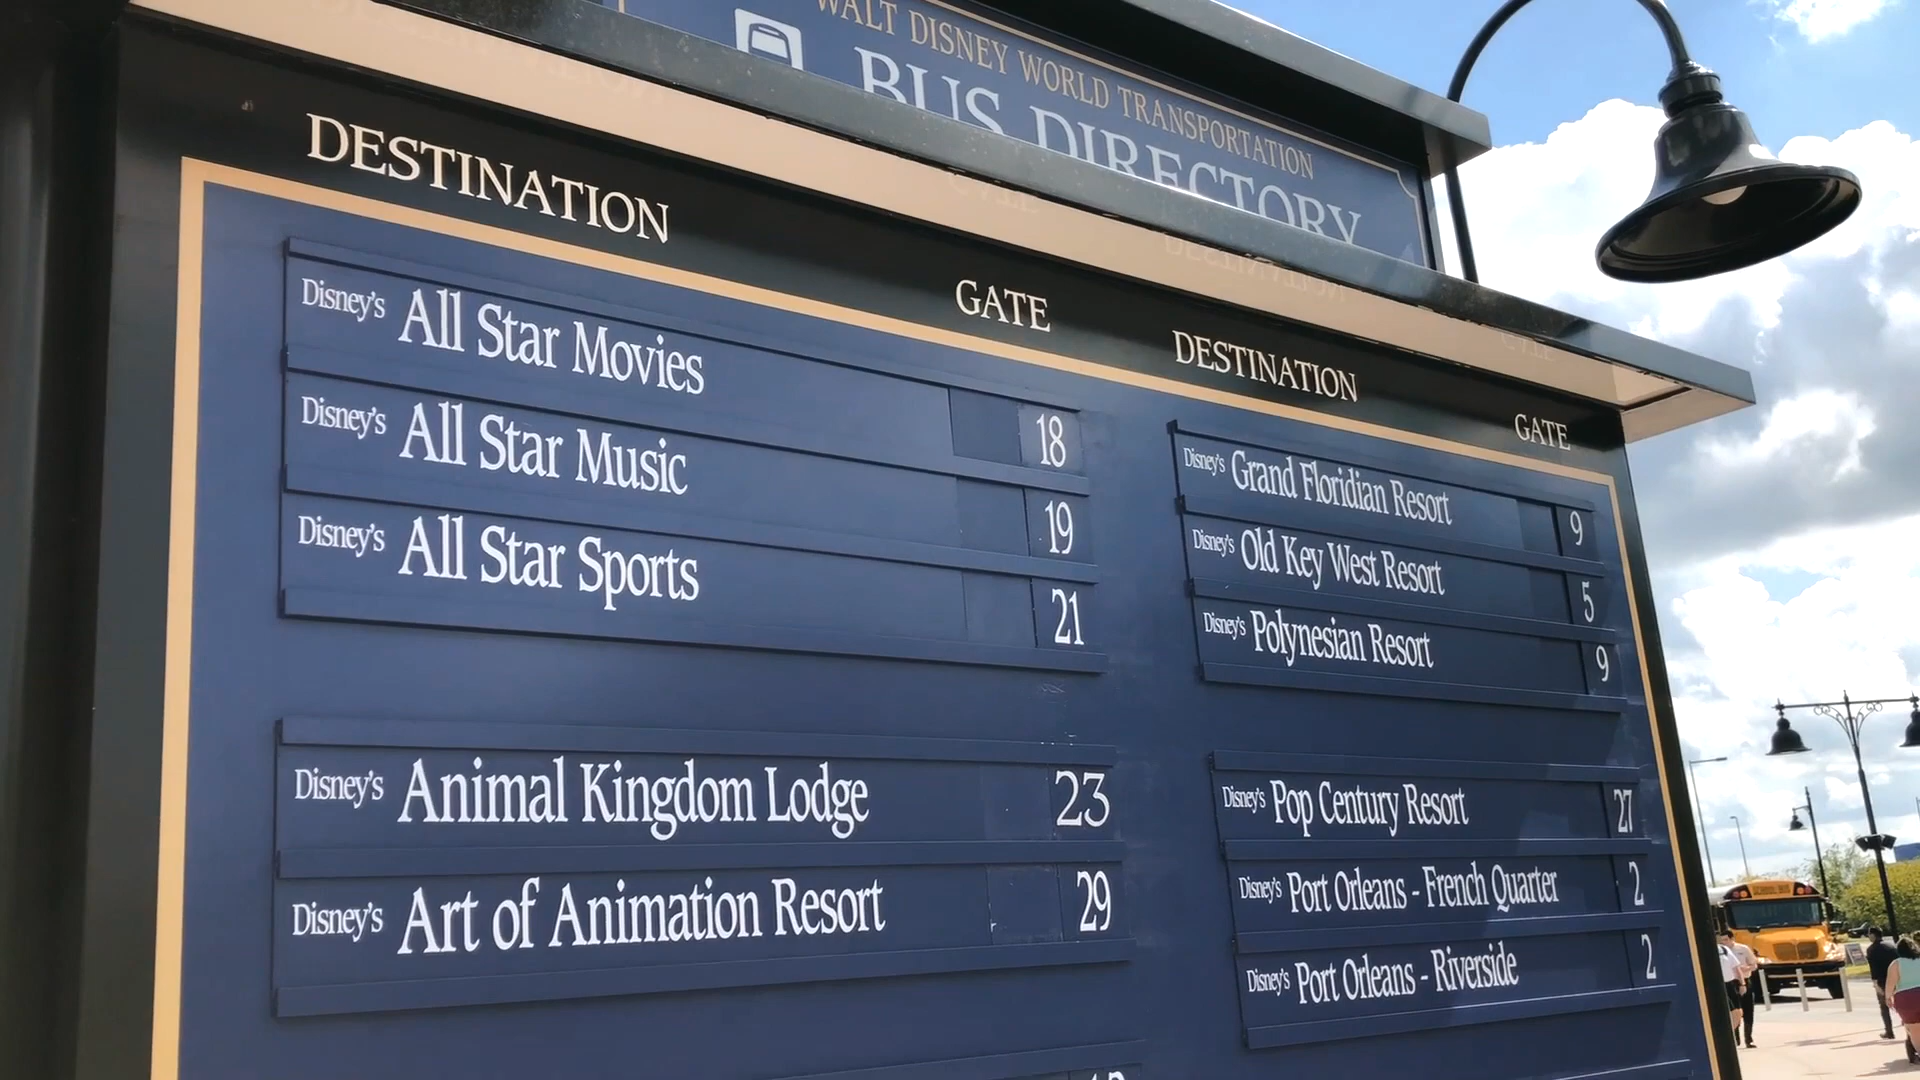 WALT DISNEY WORLD TRANSPORTATION
BUS DIRECTORY
DESTINATION GATE
Disney's All Star Movies 18
Disney's All Star Music 19
Disney's All Star Sports 21
Disney's Animal Kingdom Lodge 23
Disney's Art of Animation Resort 29
DESTINATION GATE
Disney's Grand Floridian Resort 9
Disney's Old Key West Resort 5
Disney's Polynesian Resort 9
Disney's Pop Century Resort 27
Disney's Port Orleans - French Quarter 2
Disney's Port Orleans - Riverside 2
SCHOOL BUS